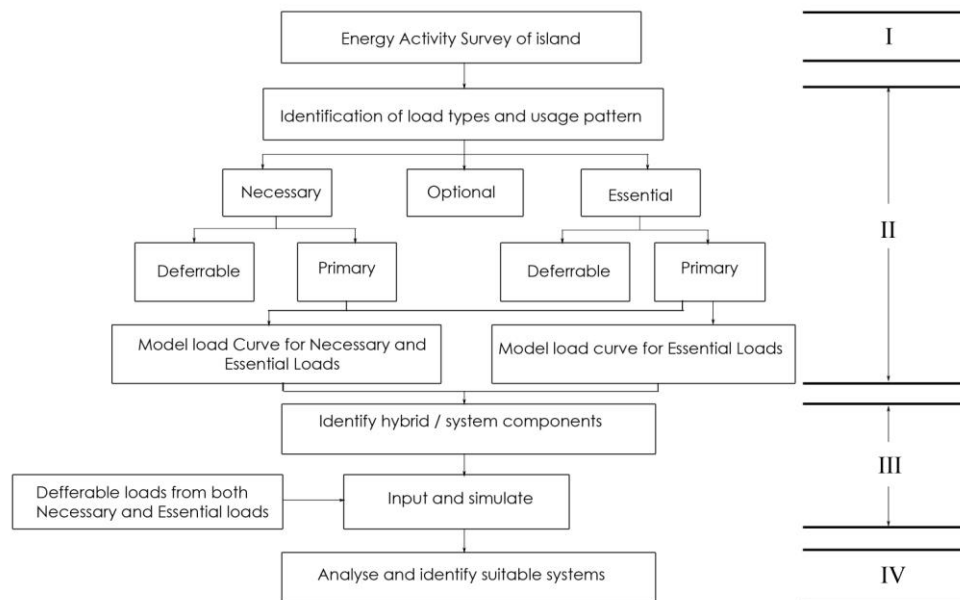 Energy Activity Survey of island
I
Identification of load types and usage pattern
Necessary
Optional
Essential
II
Deferrable
Primary
Deferrable
Primary
Model load Curve for Necessary and
Essential Loads
Model load curve for Essential Loads
Identify hybrid / system components
III
Defferable loads from both
Necessary and Essential loads
Input and simulate
Analyse and identify suitable systems
IV